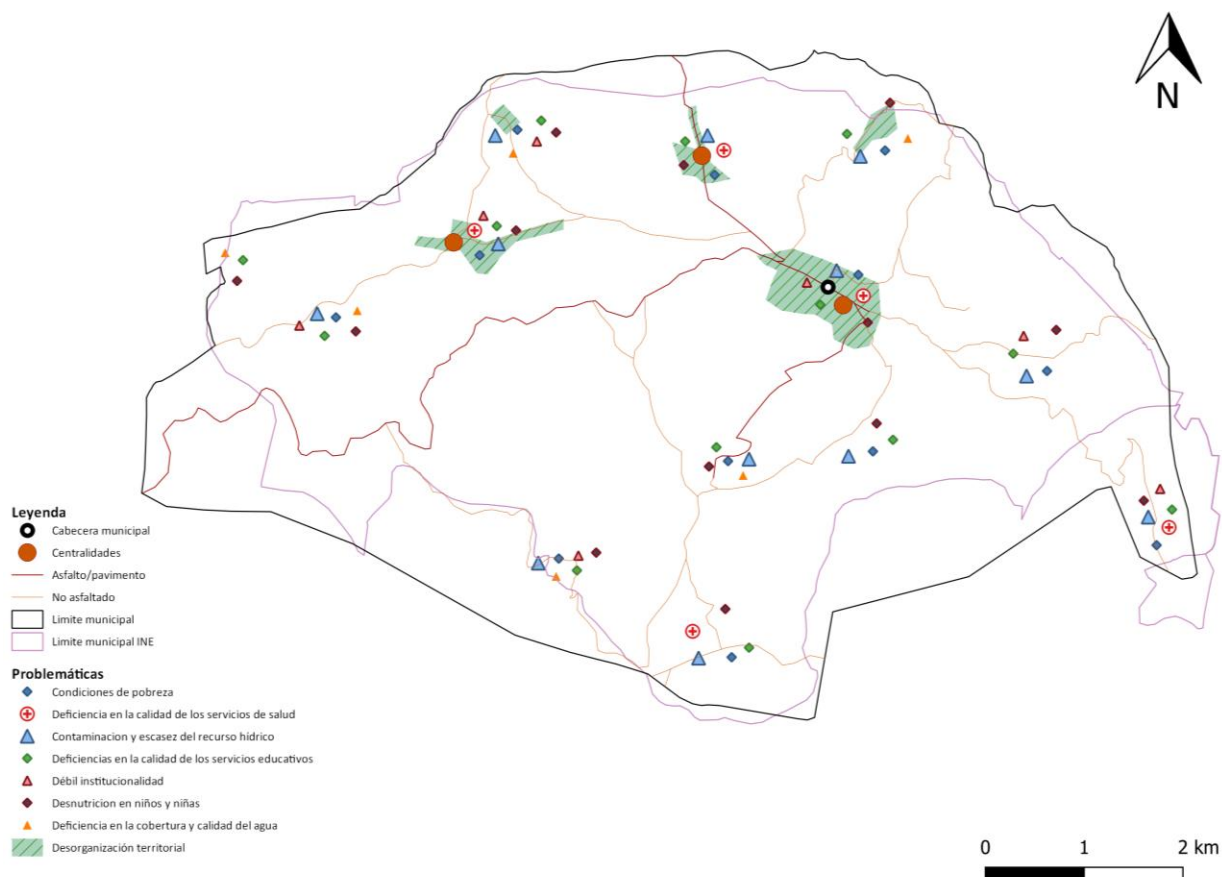 N
Leyenda
Cabecera municipal
Centralidades
Asfalto/pavimento
No asfaltado
Limite municipal
Limite municipal INE
Problemáticas
Condiciones de pobreza
Deficiencia en la calidad de los servicios de salud
Contaminacion y escasez del recurso hídrico
Deficiencias en la calidad de los servicios educativos
Débil institucionalidad
Desnutricion en niños y niñas
Deficiencia en la cobertura y calidad del agua
Desorganización territorial
0 1 2 km